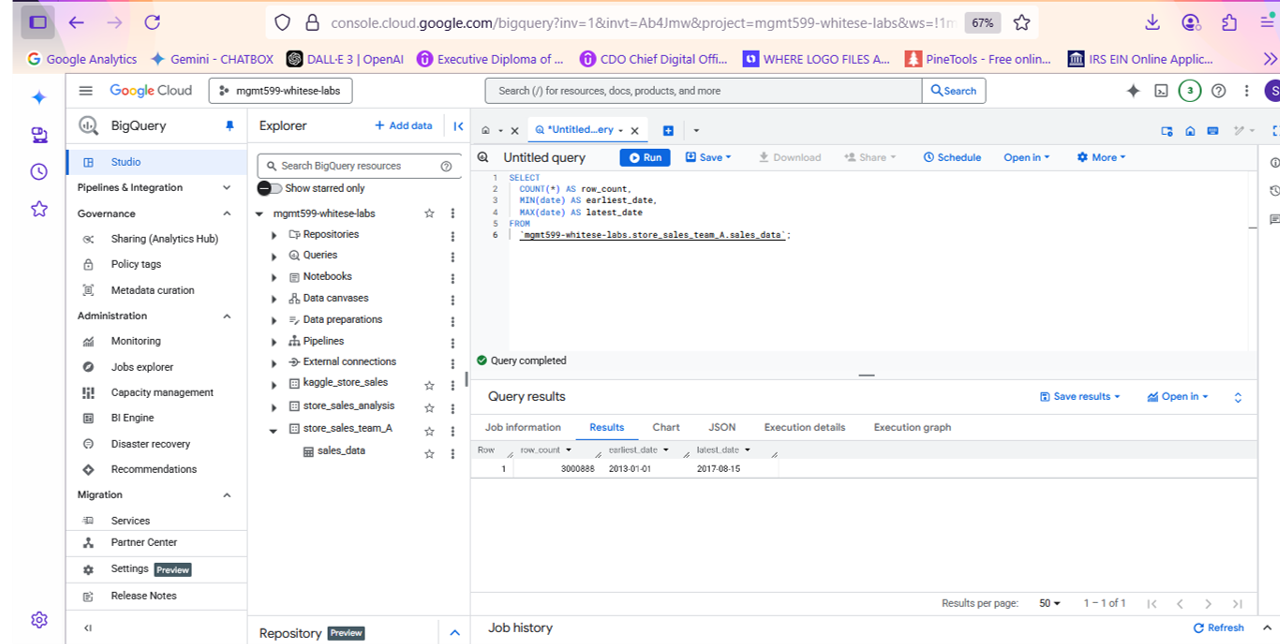 console.cloud.google.com/bigquery?inv=1&invt=Ab4Jmw&project=mgmt599-whitese-labs&ws=!1m
67%
Google Analytics
Gemini - CHATBOX
DALL·E 3 | OpenAI
Executive Diploma of ...
CDO Chief Digital Offi...
WHERE LOGO FILES A...
PineTools - Free onlin...
IRS EIN Online Applic...
Google Cloud
mgmt599-whitese-labs
Search (/) for resources, docs, products, and more
Search
3
S
BigQuery
Studio
Pipelines & Integration
Governance
Sharing (Analytics Hub)
Policy tags
Metadata curation
Administration
Monitoring
Jobs explorer
Capacity management
BI Engine
Disaster recovery
Recommendations
Migration
Services
Partner Center
Settings Preview
Release Notes
Explorer
+ Add data
Search BigQuery resources
Show starred only
mgmt599-whitese-labs
Repositories
Queries
Notebooks
Data canvases
Data preparations
Pipelines
External connections
kaggle_store_sales
store_sales_analysis
store_sales_team_A
sales_data
Repository Preview
*Untitled...ery
Untitled query
Run
Save
Download
Share
Schedule
Open in
More
1 SELECT
2 COUNT(*) AS row_count,
3 MIN(date) AS earliest_date,
4 MAX(date) AS latest_date
5 FROM
6 `mgmt599-whitese-labs.store_sales_team_A.sales_data`;
Query completed
Query results
Save results
Open in
Job information
Results
Chart
JSON
Execution details
Execution graph
Row row_count earliest_date latest_date
1 3000888 2013-01-01 2017-08-15
Results per page: 50 1 – 1 of 1
Job history
Refresh